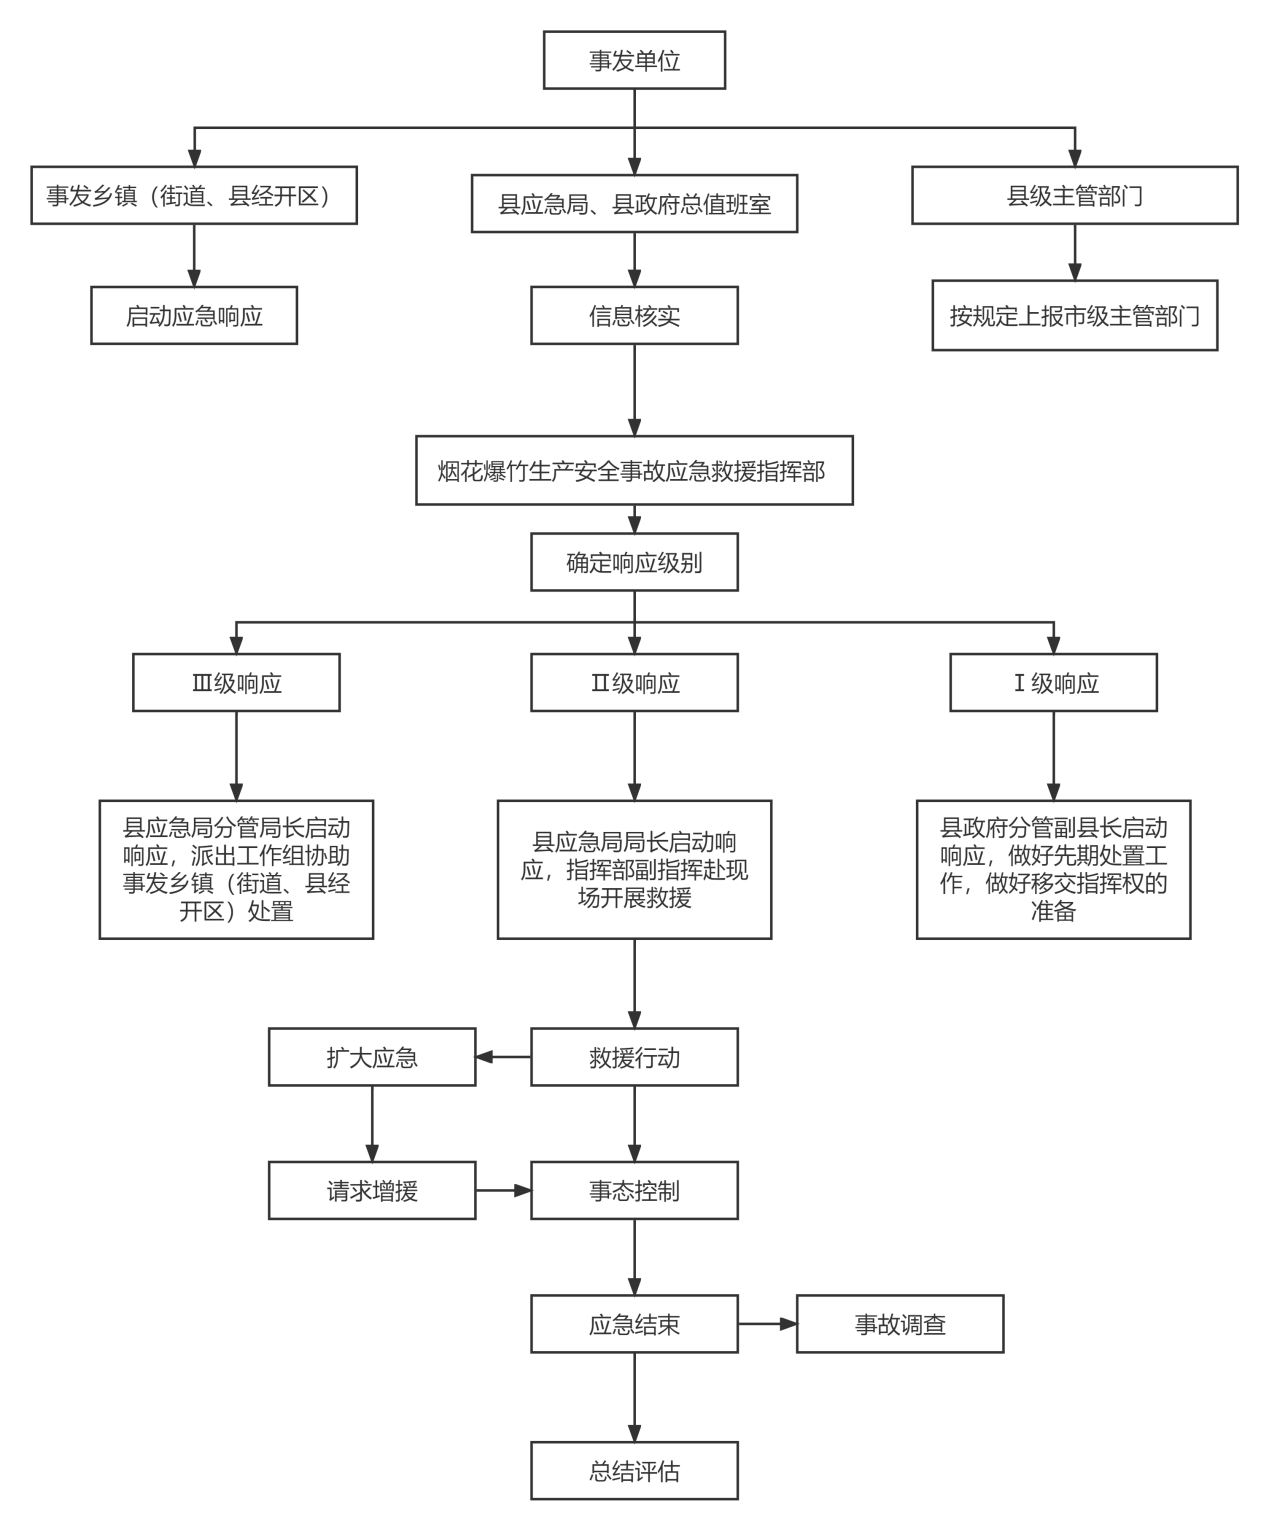 事发单位
事发乡镇（街道、县经开区）
县应急局、县政府总值班室
县级主管部门
启动应急响应
信息核实
按规定上报市级主管部门
烟花爆竹生产安全事故应急救援指挥部
确定响应级别
Ⅲ级响应
Ⅱ级响应
Ⅰ级响应
县应急局分管局长启动
响应，派出工作组协助
事发乡镇（街道、县经
开区）处置
县应急局局长启动响
应，指挥部副指挥赴现
场开展救援
县政府分管副县长启动
响应，做好先期处置工
作，做好移交指挥权的
准备
扩大应急
救援行动
请求增援
事态控制
应急结束
事故调查
总结评估